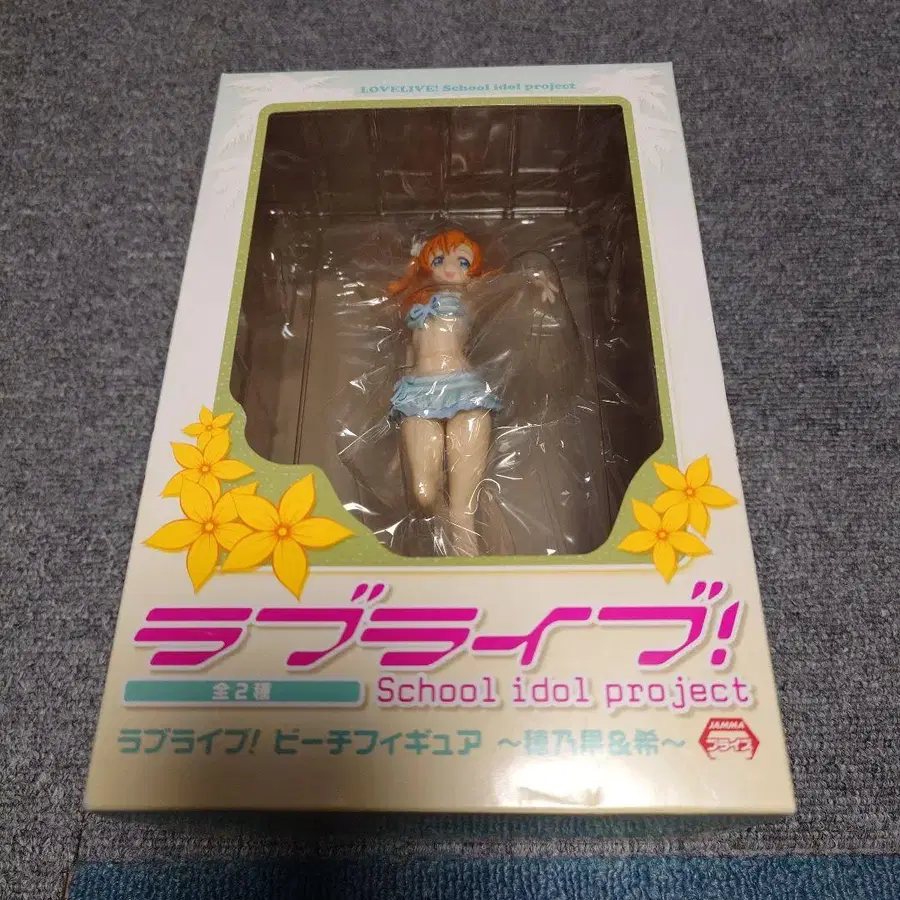 LOVELIVE! School idol project
ラブライブ!
全2種
School idol project
ラブライブ! ビーチフィギュア ~穂乃果&希~
JAMMA
プライズ